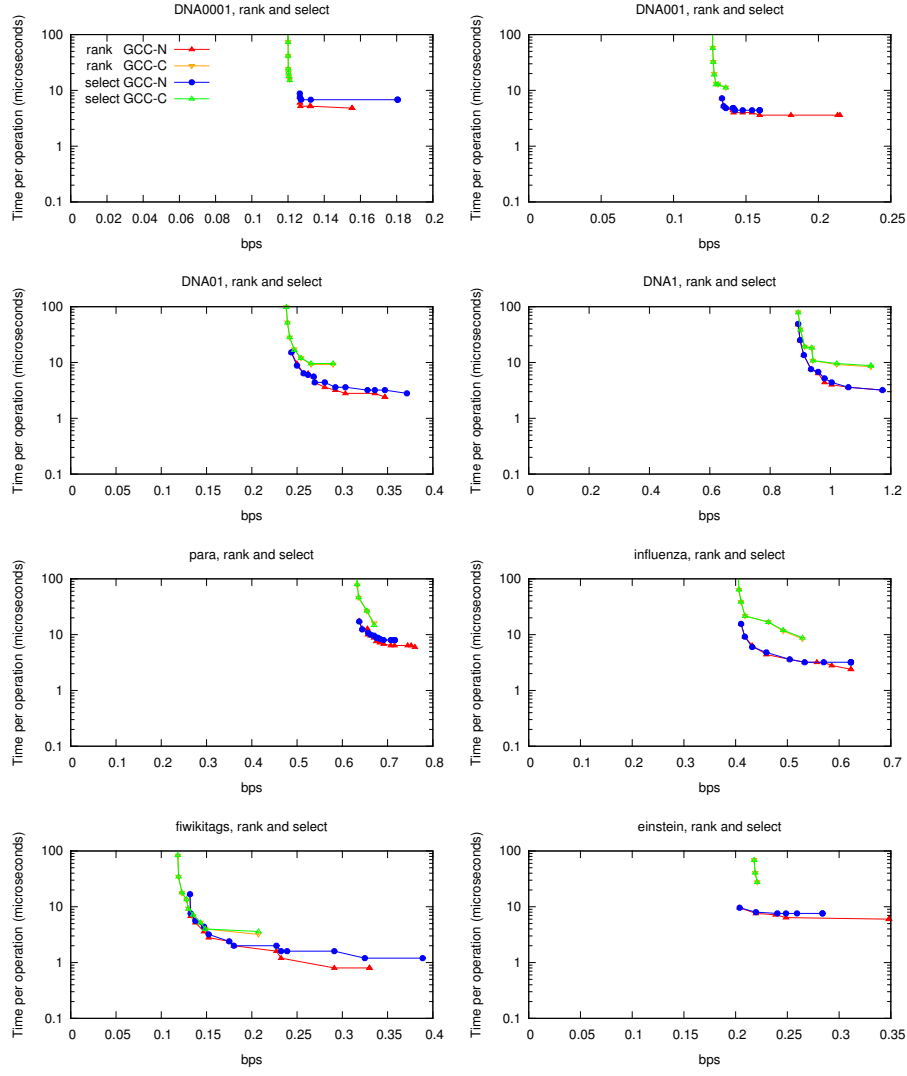 DNA0001, rank and select
Time per operation (microseconds)
100
10
1
0.1
rank GCC-N
rank GCC-C
select GCC-N
select GCC-C
0 0.02 0.04 0.06 0.08 0.1 0.12 0.14 0.16 0.18 0.2
bps
DNA001, rank and select
Time per operation (microseconds)
100
10
1
0.1
0 0.05 0.1 0.15 0.2 0.25
bps
DNA01, rank and select
Time per operation (microseconds)
100
10
1
0.1
0 0.05 0.1 0.15 0.2 0.25 0.3 0.35 0.4
bps
DNA1, rank and select
Time per operation (microseconds)
100
10
1
0.1
0 0.2 0.4 0.6 0.8 1 1.2
bps
para, rank and select
Time per operation (microseconds)
100
10
1
0.1
0 0.1 0.2 0.3 0.4 0.5 0.6 0.7 0.8
bps
influenza, rank and select
Time per operation (microseconds)
100
10
1
0.1
0 0.1 0.2 0.3 0.4 0.5 0.6 0.7
bps
fiwikitags, rank and select
Time per operation (microseconds)
100
10
1
0.1
0 0.05 0.1 0.15 0.2 0.25 0.3 0.35 0.4
bps
einstein, rank and select
Time per operation (microseconds)
100
10
1
0.1
0 0.05 0.1 0.15 0.2 0.25 0.3 0.35
bps